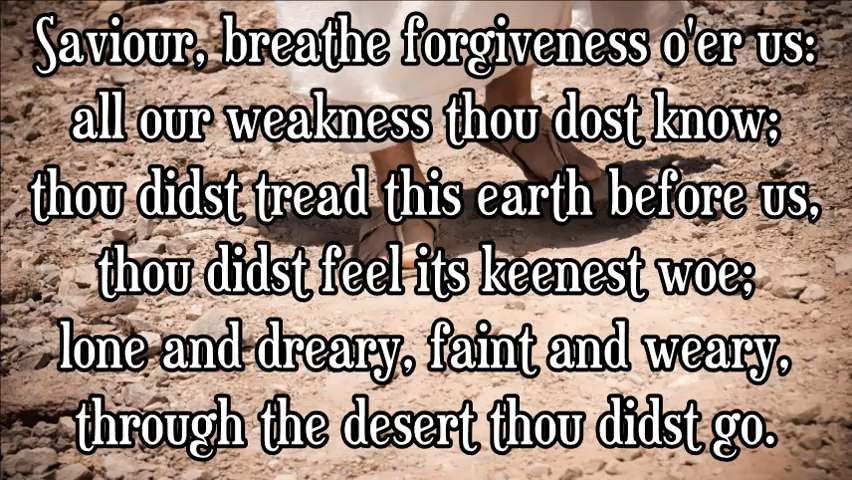 Saviour, breathe forgiveness o'er us:
all our weakness thou dost know;
thou didst tread this earth before us,
thou didst feel its keenest woe;
lone and dreary, faint and weary,
through the desert thou didst go.